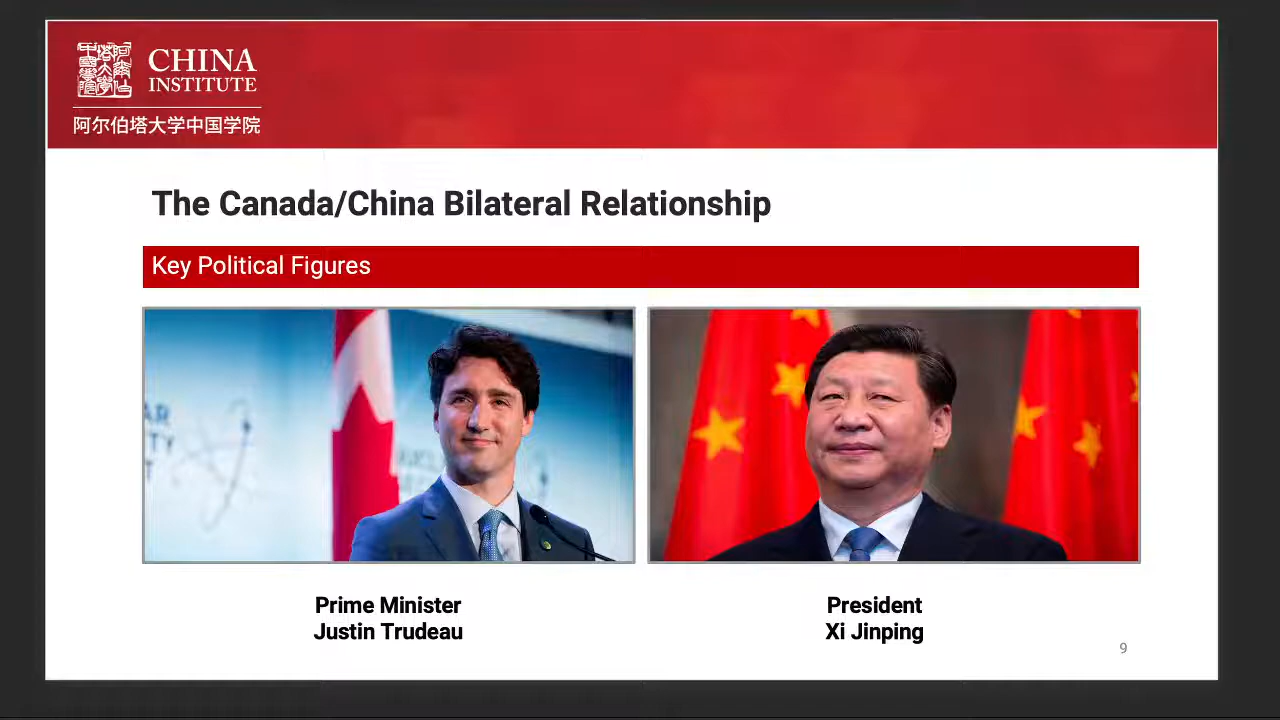 CHINA
INSTITUTE
阿尔伯塔大学中国学院
The Canada/China Bilateral Relationship
Key Political Figures
Prime Minister
Justin Trudeau
President
Xi Jinping
9